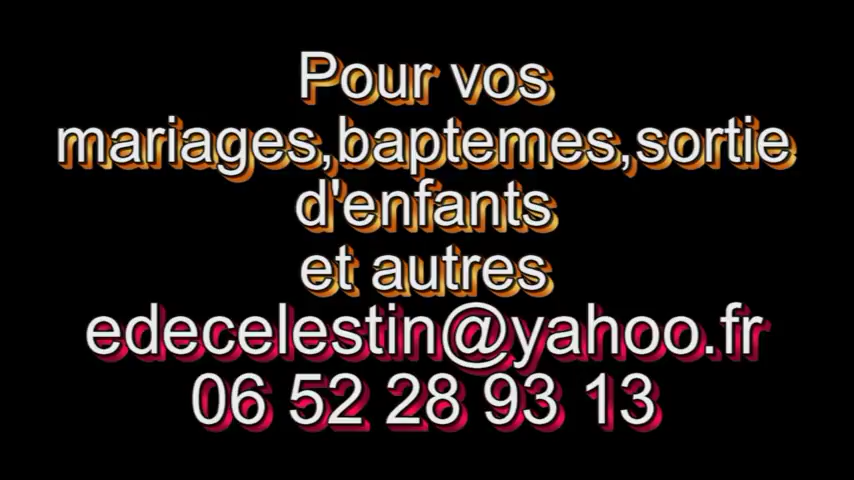 Pour vos
mariages,baptemes,sortie
d'enfants
et autres
edecelestin@yahoo.fr
06 52 28 93 13